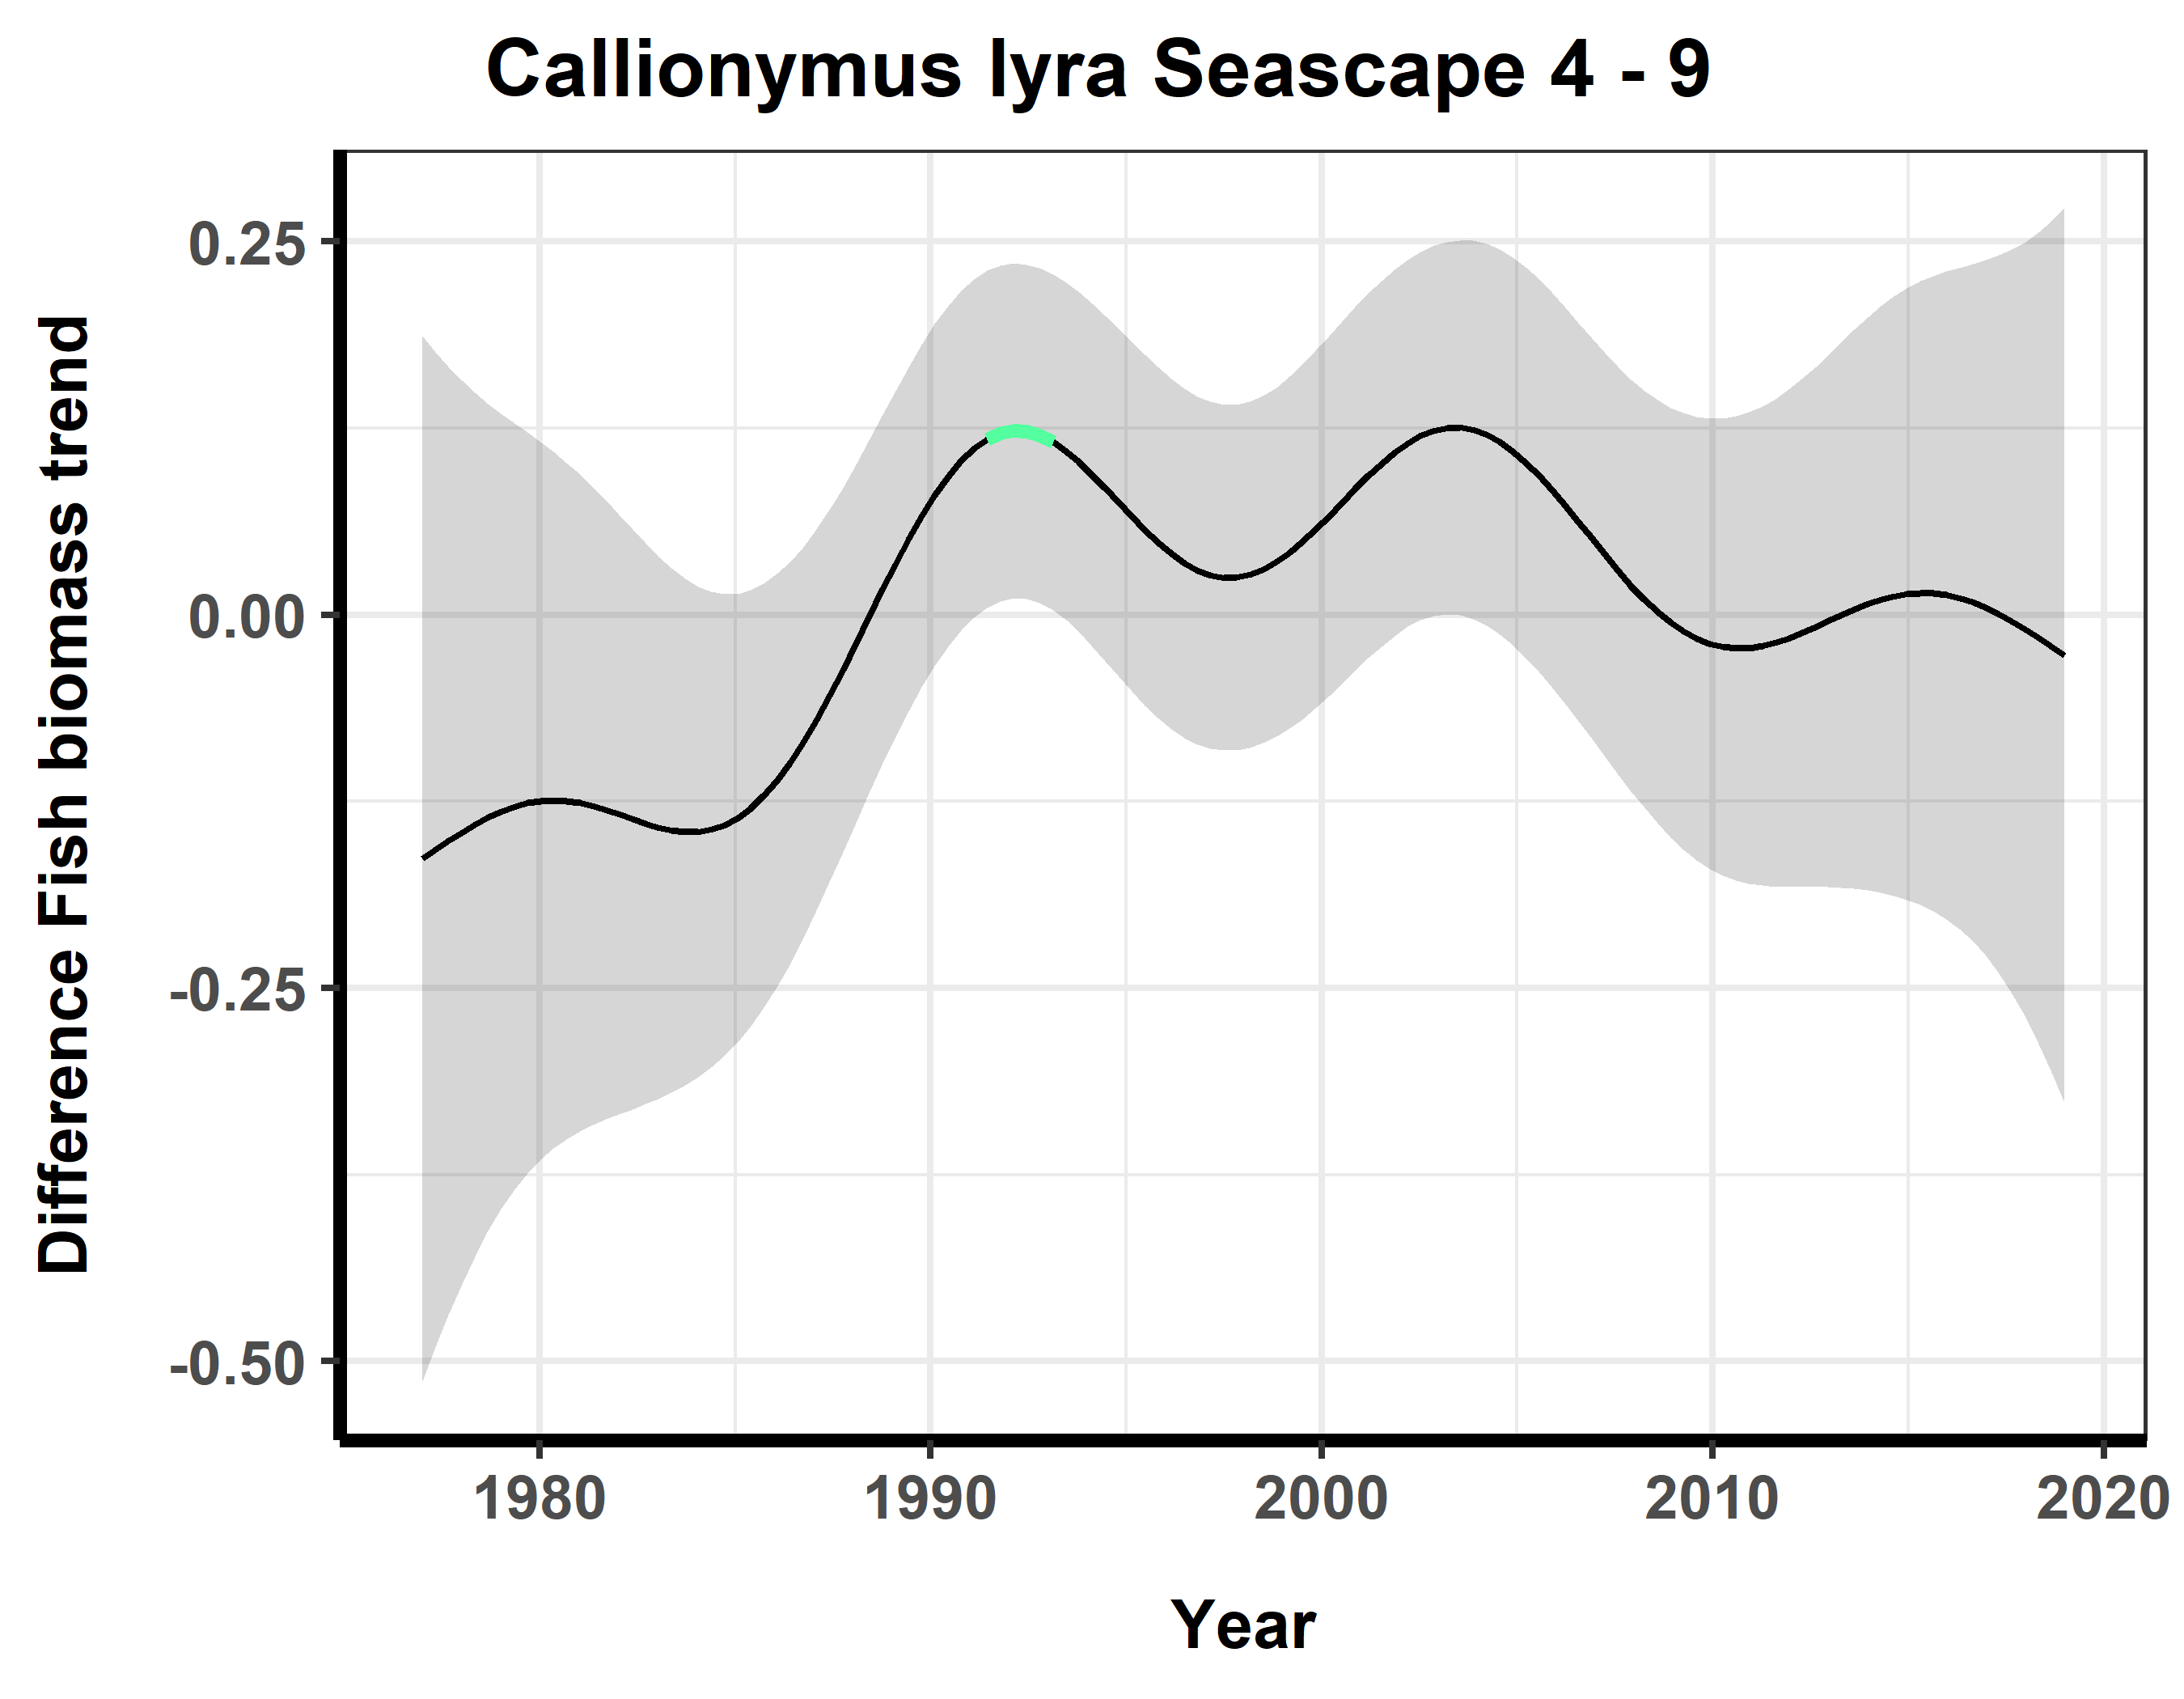 Callionymus lyra Seascape 4 - 9
Difference Fish biomass trend
0.25
0.00
-0.25
-0.50
1980 1990 2000 2010 2020
Year